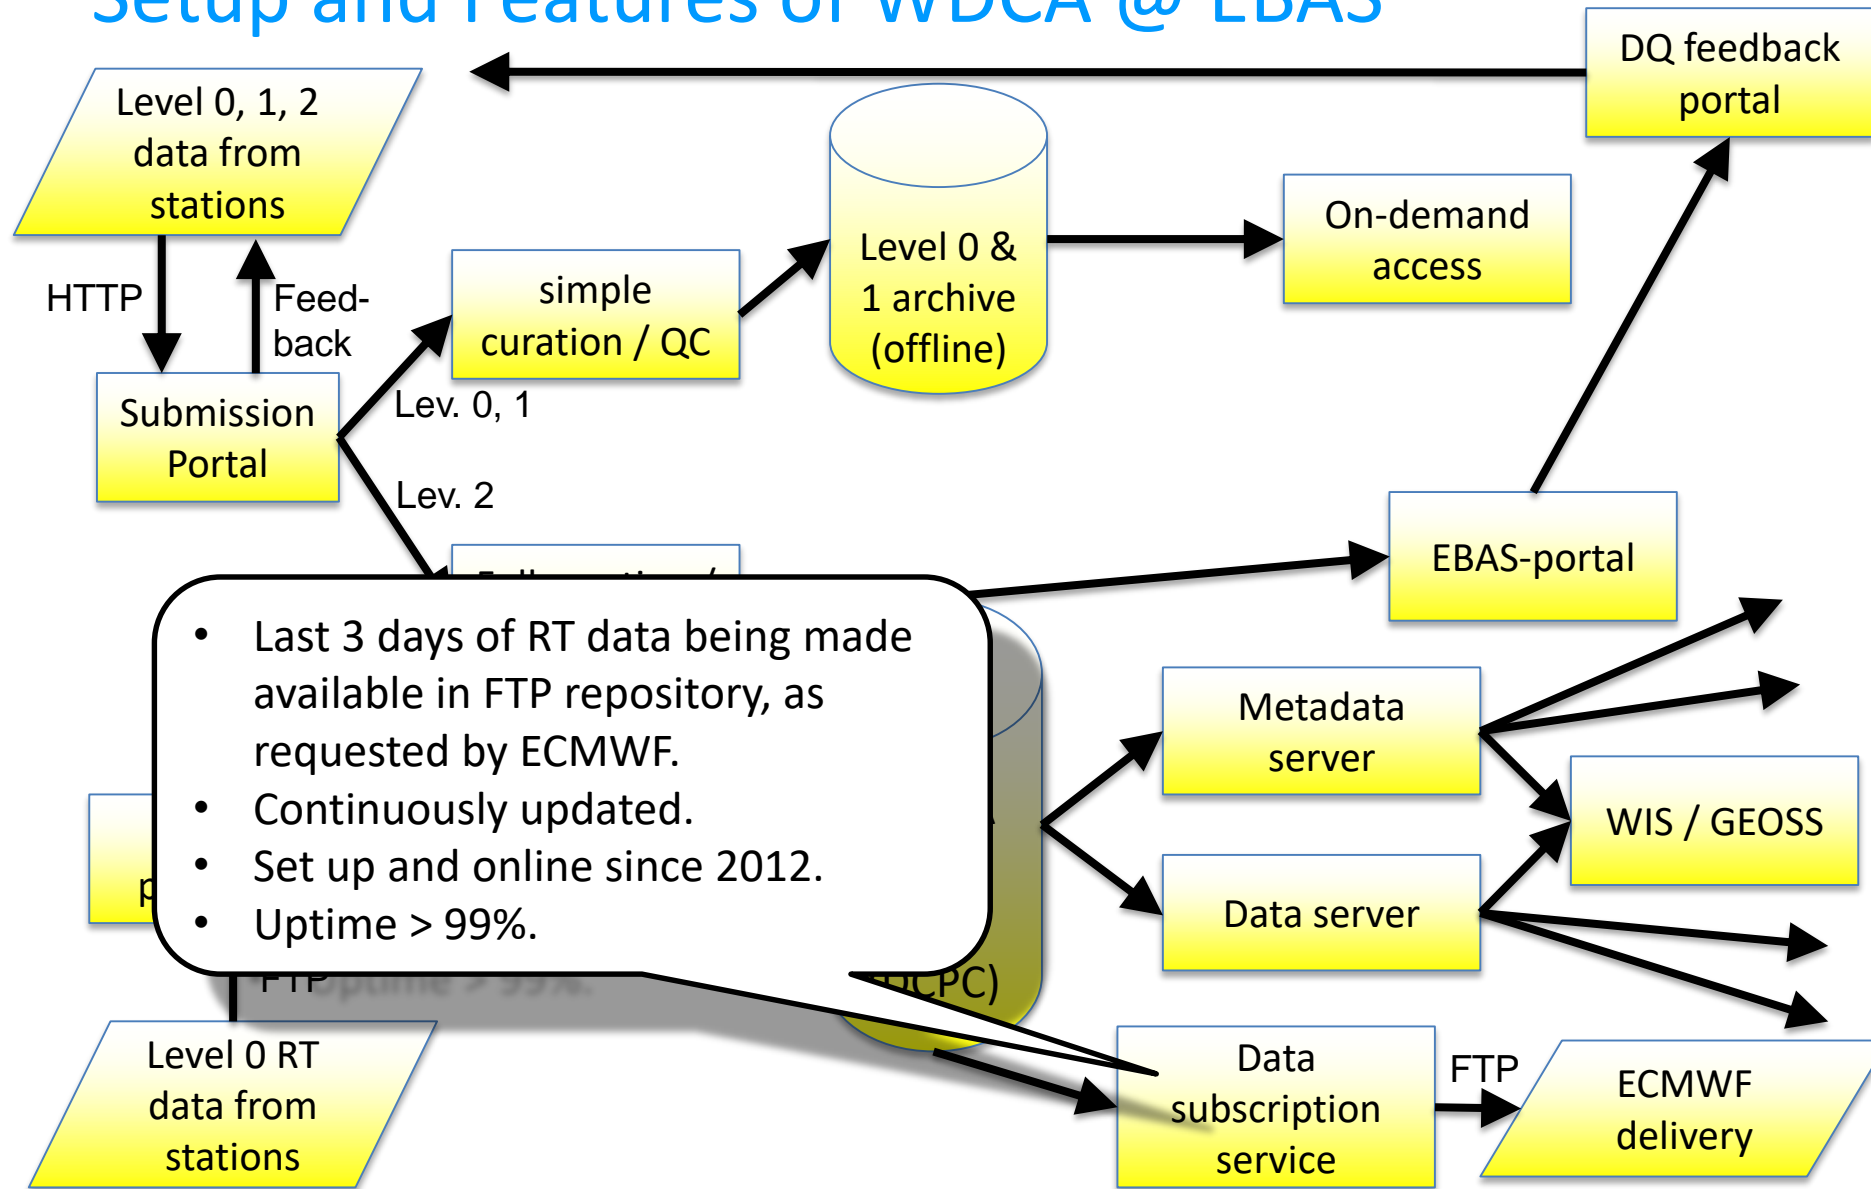 Setup and Features of WDCA @ EBAS
DQ feedback
portal
Level 0, 1, 2
data from
stations
On-demand
access
Level 0 &
1 archive
(offline)
simple
curation / QC
HTTP
Feed-
back
Submission
Portal
Lev. 0, 1
Lev. 2
EBAS-portal
• Last 3 days of RT data being made
available in FTP repository, as
requested by ECMWF.
• Continuously updated.
• Set up and online since 2012.
• Uptime > 99%.
Metadata
server
WIS / GEOSS
Data server
FTP
Level 0 RT
data from
stations
Data
subscription
service
FTP
ECMWF
delivery